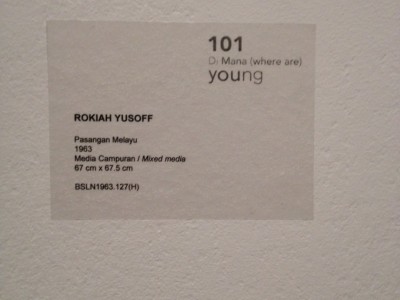 101
Di Mana (where are)
young
ROKIAH YUSOFF
Pasangan Melayu
1963
Media Campuran / Mixed media
67 cm x 67.5 cm
BSLN1963.127(H)